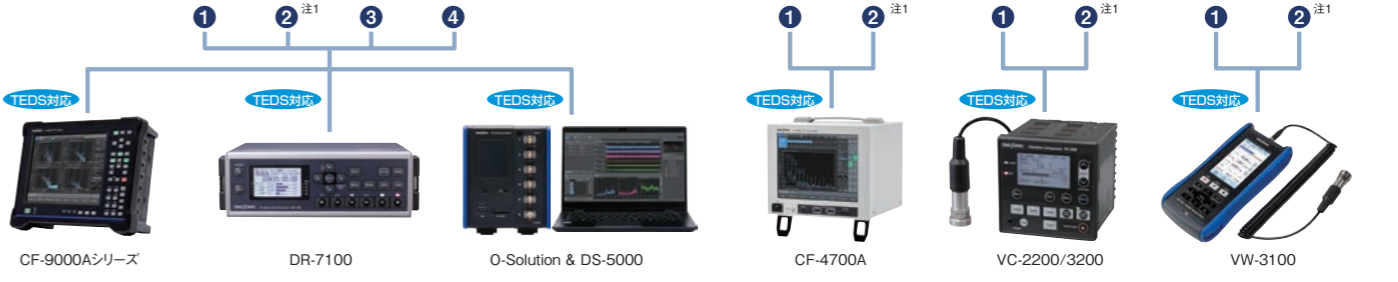 ❶ ❷注1 ❸ ❹ ❶ ❷注1 ❶ ❷注1 ❶ ❷注1
TEDS対応 TEDS対応 TEDS対応 TEDS対応 TEDS対応 TEDS対応
CF-9000Aシリーズ DR-7100 O-Solution & DS-5000 CF-4700A VC-2200/3200 VW-3100